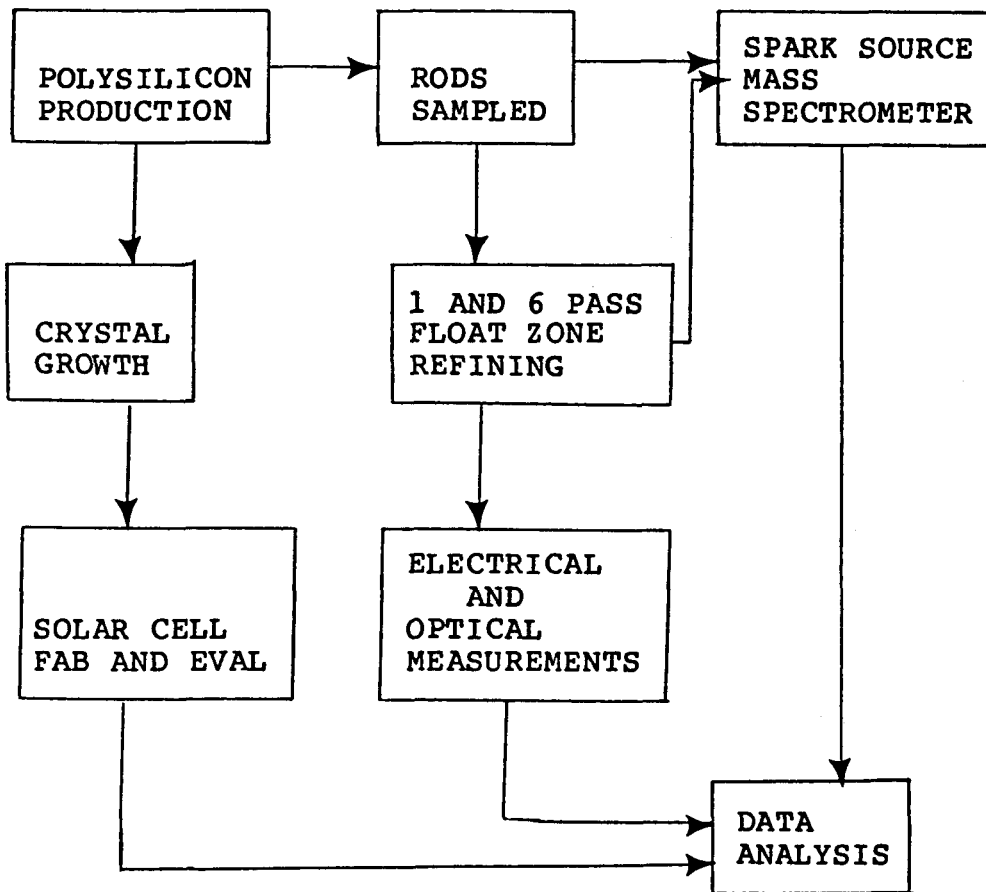 POLYSILICON
PRODUCTION
RODS
SAMPLED
SPARK SOURCE
MASS
SPECTROMETER
CRYSTAL
GROWTH
1 AND 6 PASS
FLOAT ZONE
REFINING
SOLAR CELL
FAB AND EVAL
ELECTRICAL
AND
OPTICAL
MEASUREMENTS
DATA
ANALYSIS